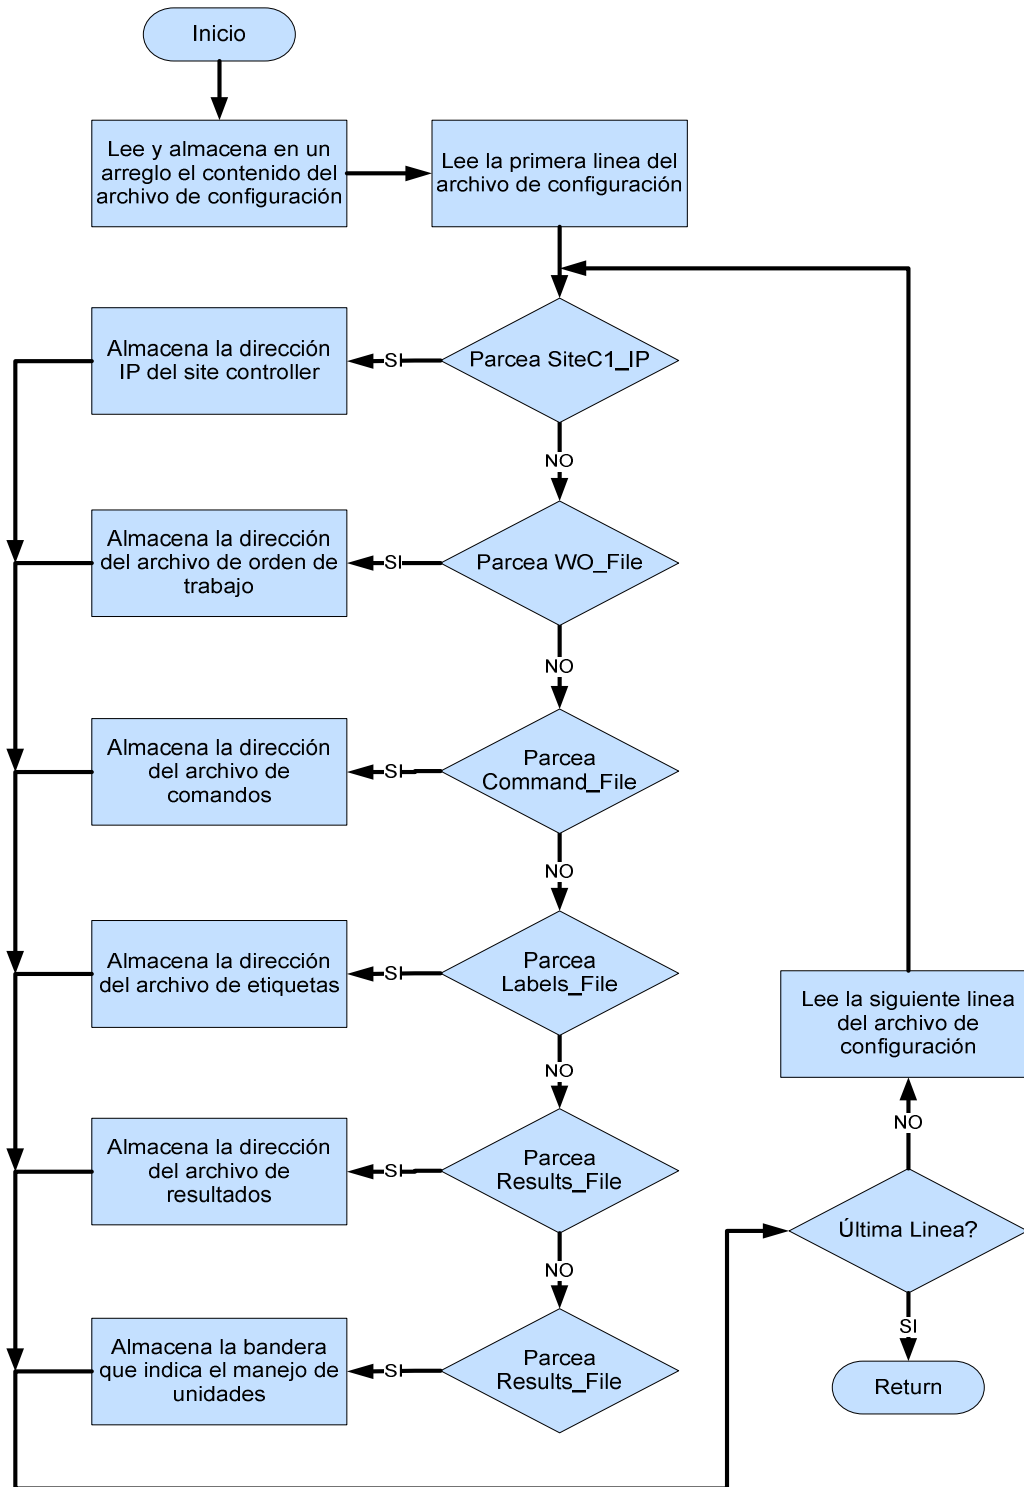 Inicio
Lee y almacena en un
arreglo el contenido del
archivo de configuración
Lee la primera linea del
archivo de configuración
Almacena la dirección
IP del site controller
SI
Parcea SiteC1_IP
NO
Almacena la dirección
del archivo de orden de
trabajo
SI
Parcea WO_File
NO
Almacena la dirección
del archivo de
comandos
SI
Parcea
Command_File
NO
Almacena la dirección
del archivo de etiquetas
SI
Parcea
Labels_File
NO
Lee la siguiente linea
del archivo de
configuración
NO
Almacena la dirección
del archivo de
resultados
SI
Parcea
Results_File
NO
Última Linea?
SI
Almacena la bandera
que indica el manejo de
unidades
SI
Parcea
Results_File
Return